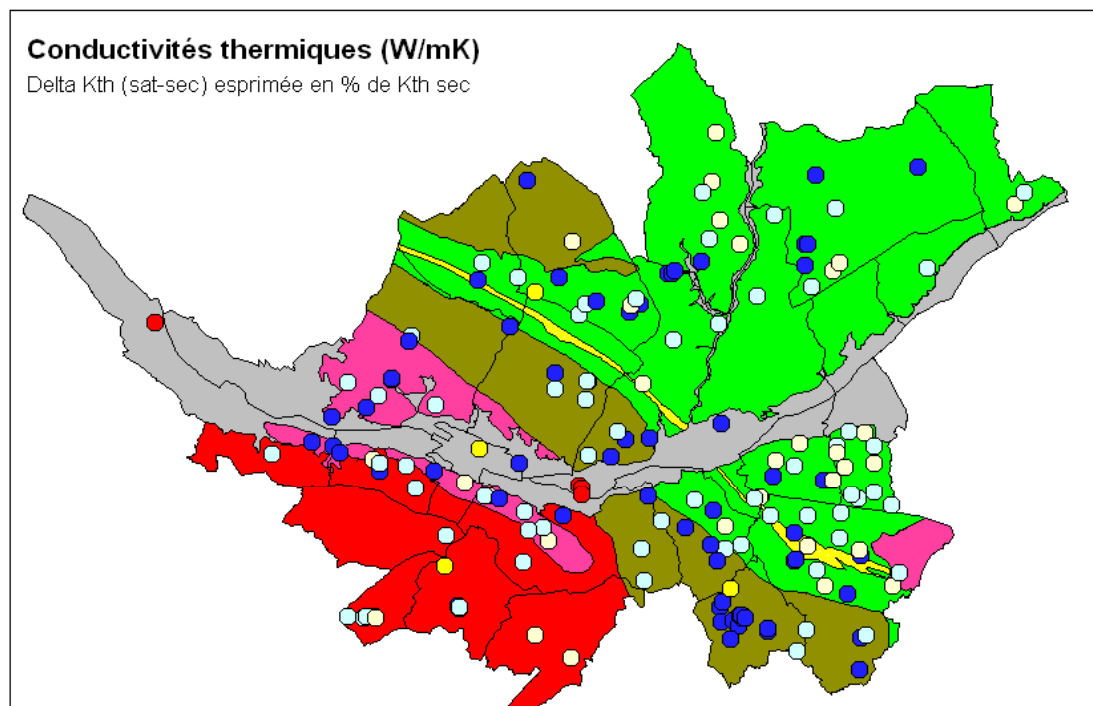 Conductivités thermiques (W/mK)
Delta Kth (sat-sec) esprimée en % de Kth sec